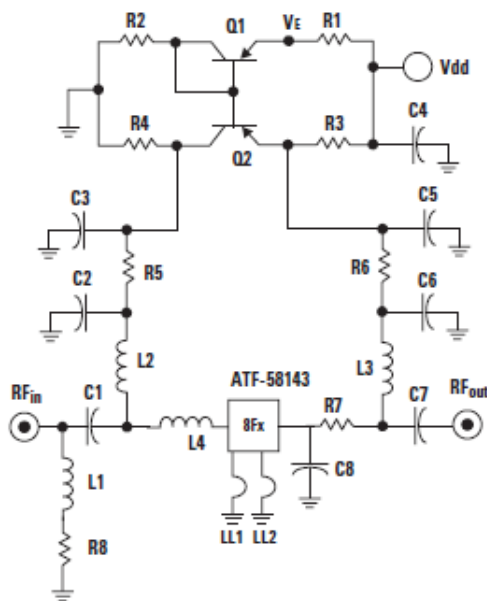 R2
Q1
VE
R1
Vdd
R4
Q2
R3
C4
C3
C5
R5
R6
C2
C6
L2
L3
ATF-58143
RFin
C1
L4
8Fx
R7
C7
RFout
L1
C8
R8
LL1
LL2